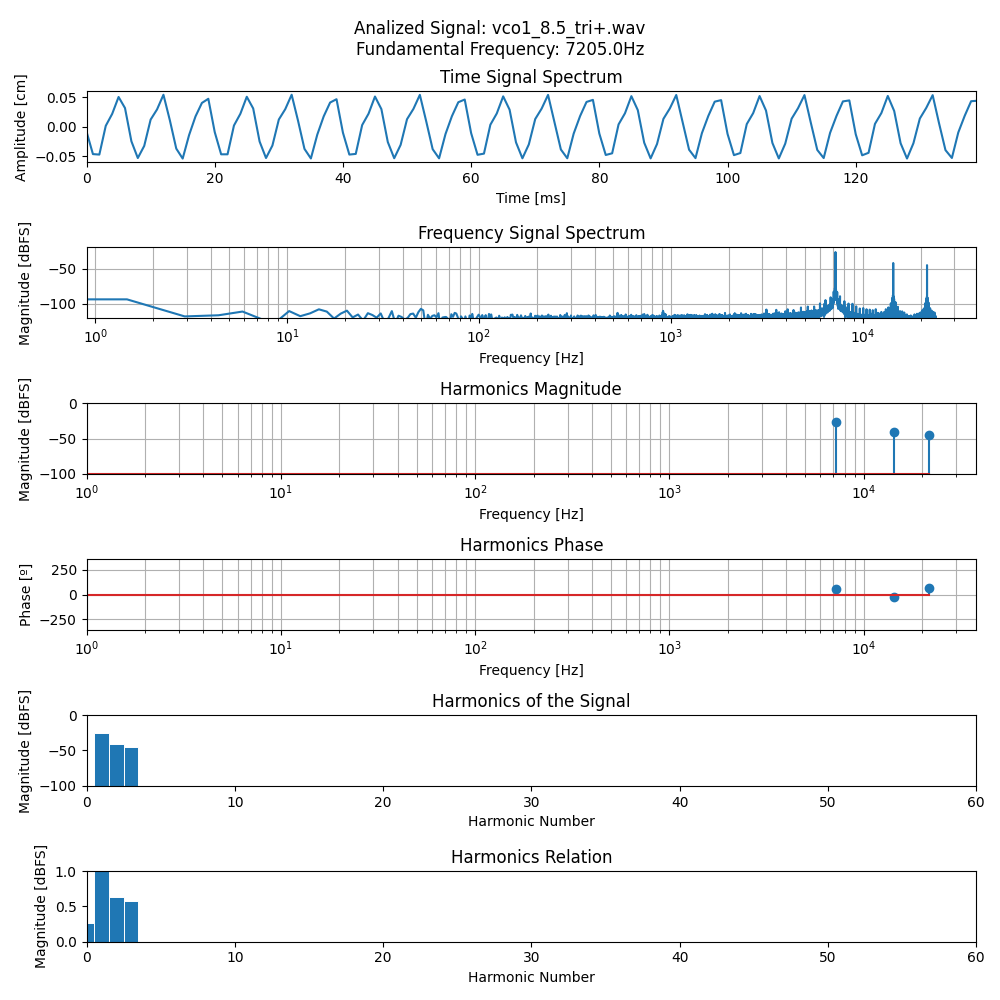 Analized Signal: vco1_8.5_tri+.wav
Fundamental Frequency: 7205.0Hz
Time Signal Spectrum
Amplitude [cm]
0.05
0.00
−0.05
0 20 40 60 80 100 120
Time [ms]
Frequency Signal Spectrum
Magnitude [dBFS]
−50
−100
10⁰ 10¹ 10² 10³ 10⁴
Frequency [Hz]
Harmonics Magnitude
Magnitude [dBFS]
0
−50
−100
10⁰ 10¹ 10² 10³ 10⁴
Frequency [Hz]
Harmonics Phase
Phase [º]
250
0
−250
10⁰ 10¹ 10² 10³ 10⁴
Frequency [Hz]
Harmonics of the Signal
Magnitude [dBFS]
0
−50
−100
0 10 20 30 40 50 60
Harmonic Number
Harmonics Relation
Magnitude [dBFS]
1.0
0.5
0.0
0 10 20 30 40 50 60
Harmonic Number